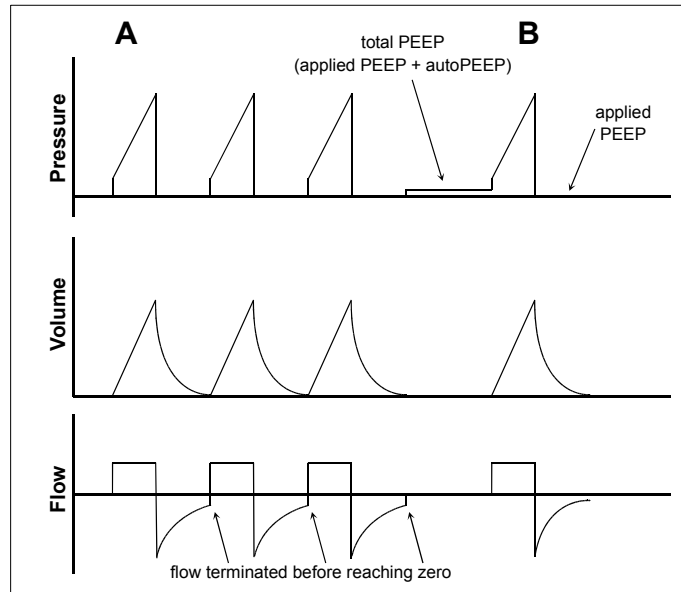 A
B
total PEEP
(applied PEEP + autoPEEP)
applied
PEEP
Pressure
Volume
Flow
flow terminated before reaching zero